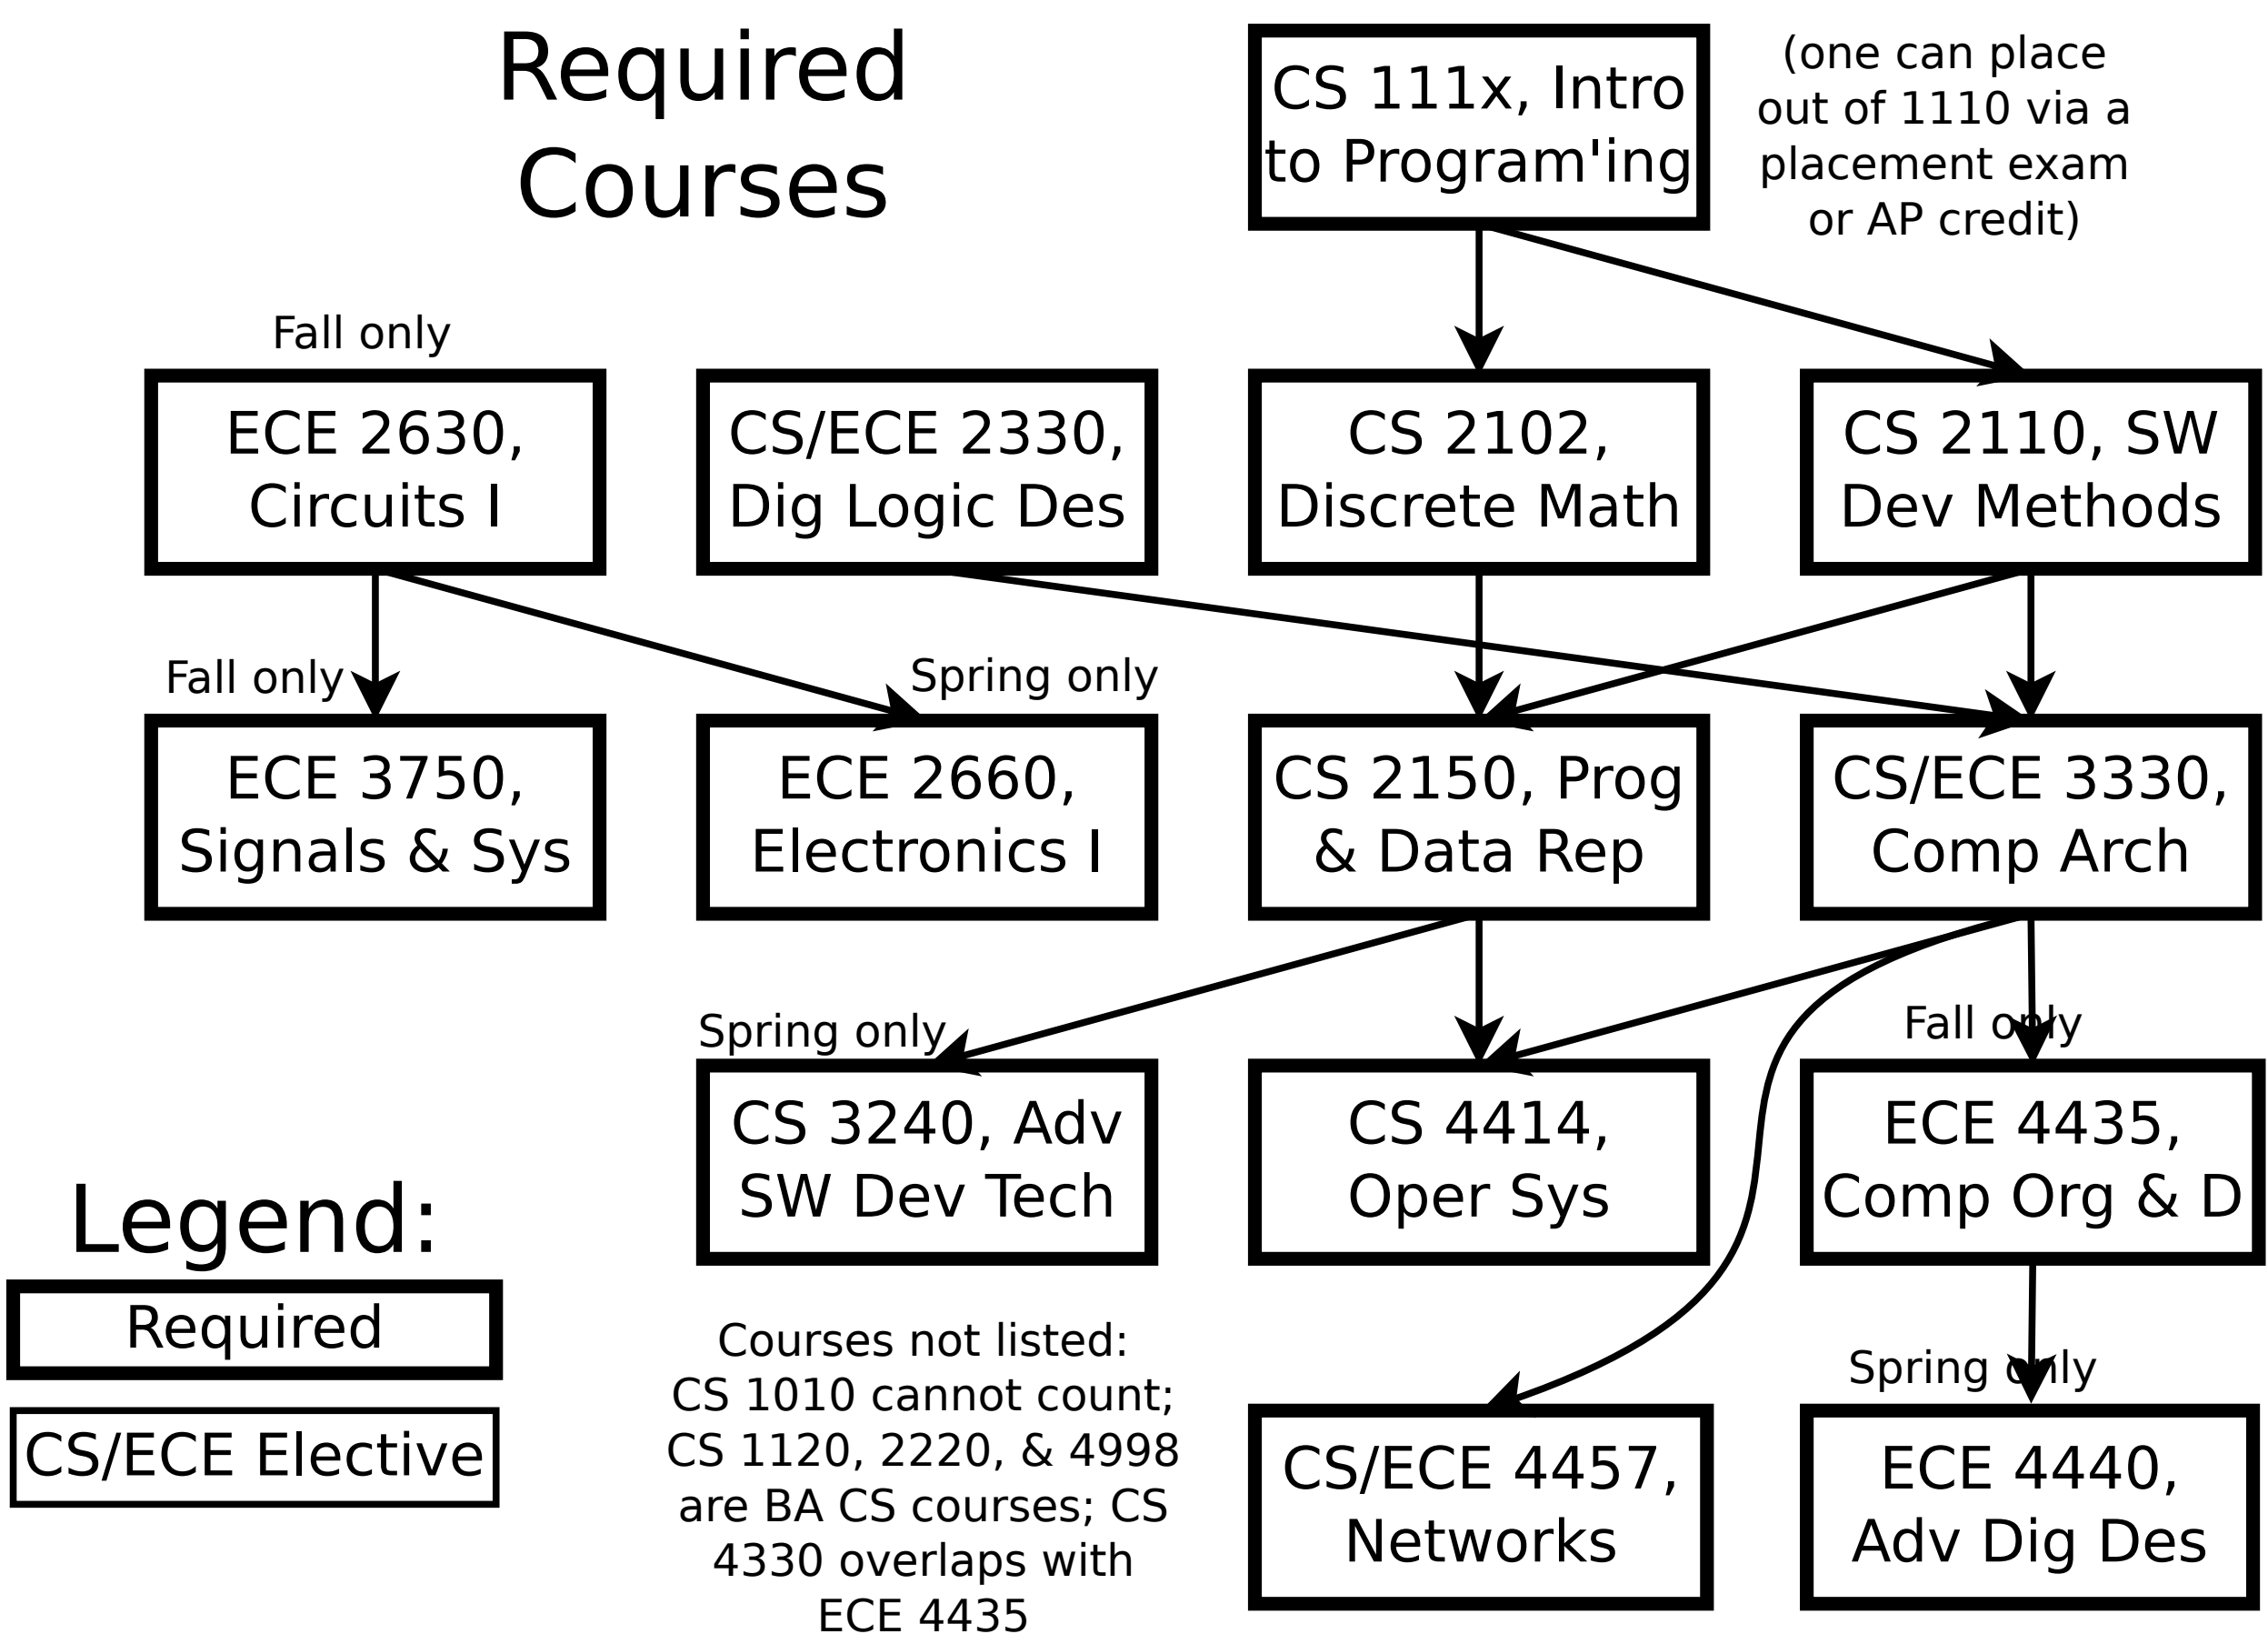 Required
Courses
CS 111x, Intro
to Program'ing
(one can place
out of 1110 via a
placement exam
or AP credit)
Fall only
ECE 2630,
Circuits I
CS/ECE 2330,
Dig Logic Des
CS 2102,
Discrete Math
CS 2110, SW
Dev Methods
Fall only
Spring only
ECE 3750,
Signals & Sys
ECE 2660,
Electronics I
CS 2150, Prog
& Data Rep
CS/ECE 3330,
Comp Arch
Spring only
Fall only
CS 3240, Adv
SW Dev Tech
CS 4414,
Oper Sys
ECE 4435,
Comp Org & D
Legend:
Required
CS/ECE Elective
Courses not listed:
CS 1010 cannot count;
CS 1120, 2220, & 4998
are BA CS courses; CS
4330 overlaps with
ECE 4435
Spring only
CS/ECE 4457,
Networks
ECE 4440,
Adv Dig Des